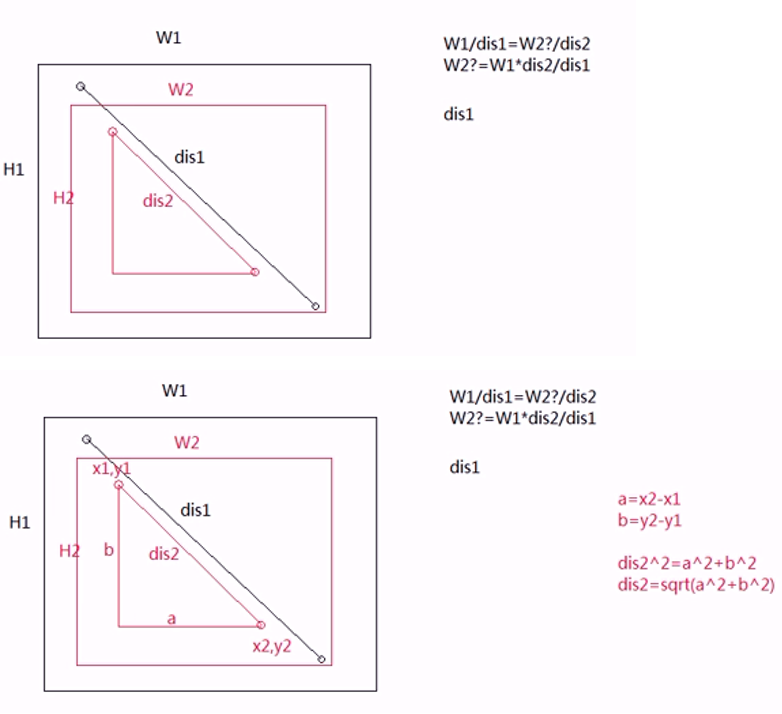 W1
W1/dis1=W2?/dis2
W2?=W1*dis2/dis1
W2
dis1
dis1
H1
H2
dis2
W1
W1/dis1=W2?/dis2
W2?=W1*dis2/dis1
W2
x1,y1
dis1
a=x2-x1
dis1
H1
b=y2-y1
H2
b
dis2
dis2^2=a^2+b^2
dis2=sqrt(a^2+b^2)
a
x2,y2